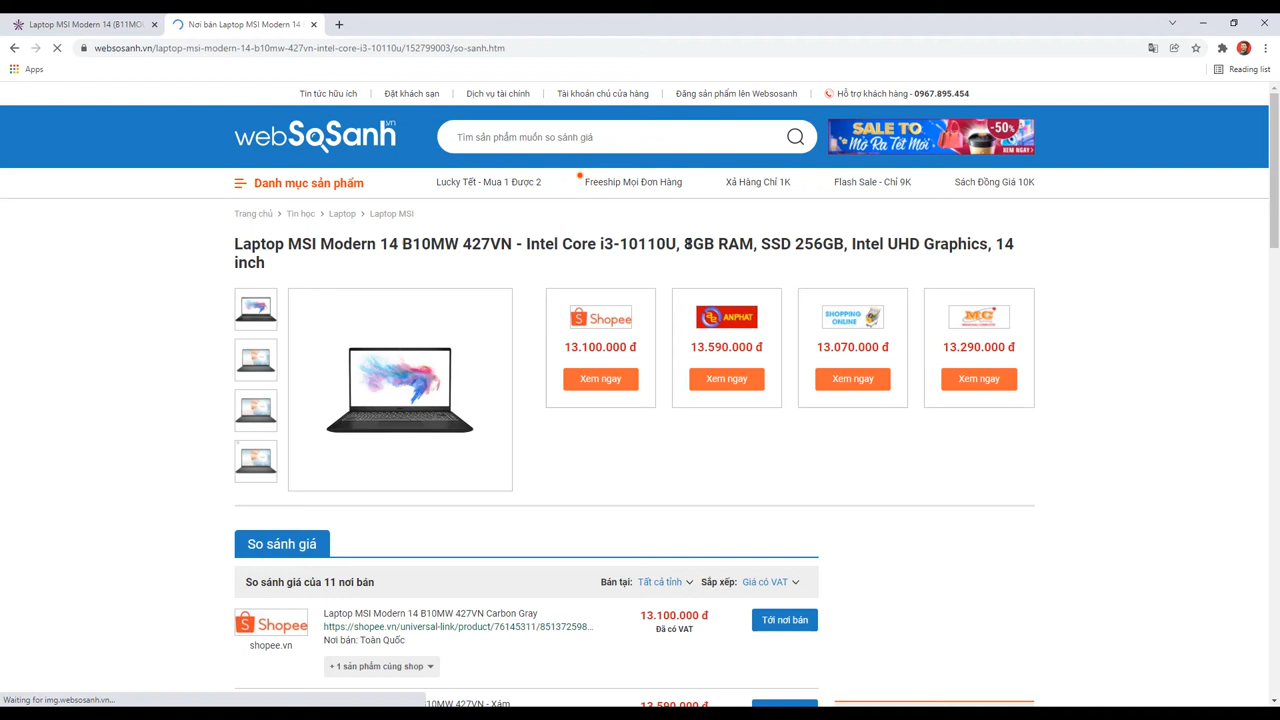 Laptop MSI Modern 14 (B11MOU
Nơi bán Laptop MSI Modern 14
websosanh.vn/laptop-msi-modern-14-b10mw-427vn-intel-core-i3-10110u/152799003/so-sanh.htm
Apps
Reading list
Tin tức hữu ích | Đặt khách sạn | Dịch vụ tài chính | Tài khoản chủ cửa hàng | Đăng sản phẩm lên Websosanh | Hỗ trợ khách hàng - 0967.895.454
webSoSanh.vn
Tìm sản phẩm muốn so sánh giá
SALE TO -50%
Mở Ra Tết Mới XEM NGAY
Danh mục sản phẩm Lucky Tết - Mua 1 Được 2 Freeship Mọi Đơn Hàng Xả Hàng Chỉ 1K Flash Sale - Chỉ 9K Sách Đồng Giá 10K
Trang chủ > Tin học > Laptop > Laptop MSI
Laptop MSI Modern 14 B10MW 427VN - Intel Core i3-10110U, 8GB RAM, SSD 256GB, Intel UHD Graphics, 14
inch
Shopee ANPHAT SHOPPING ONLINE MC
13.100.000 đ 13.590.000 đ 13.070.000 đ 13.290.000 đ
Xem ngay Xem ngay Xem ngay Xem ngay
So sánh giá
So sánh giá của 11 nơi bán Bán tại: Tất cả tỉnh Sắp xếp: Giá có VAT
Shopee
shopee.vn
Laptop MSI Modern 14 B10MW 427VN Carbon Gray
https://shopee.vn/universal-link/product/76145311/851372598...
Nơi bán: Toàn Quốc
13.100.000 đ
Đã có VAT
Tới nơi bán
+ 1 sản phẩm cùng shop
B10MW 427VN - Xám 13.590.000 đ
Waiting for img.websosanh.vn...